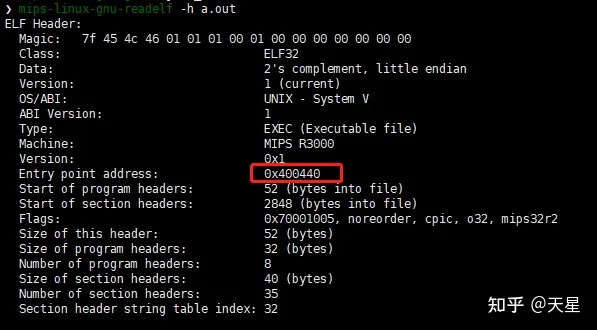 ❯ mips-linux-gnu-readelf -h a.out
ELF Header:
Magic: 7f 45 4c 46 01 01 01 00 01 00 00 00 00 00 00 00
Class: ELF32
Data: 2's complement, little endian
Version: 1 (current)
OS/ABI: UNIX - System V
ABI Version: 1
Type: EXEC (Executable file)
Machine: MIPS R3000
Version: 0x1
Entry point address: 0x400440
Start of program headers: 52 (bytes into file)
Start of section headers: 2848 (bytes into file)
Flags: 0x70001005, noreorder, cpic, o32, mips32r2
Size of this header: 52 (bytes)
Size of program headers: 32 (bytes)
Number of program headers: 8
Size of section headers: 40 (bytes)
Number of section headers: 35
Section header string table index: 32
知乎 @天星